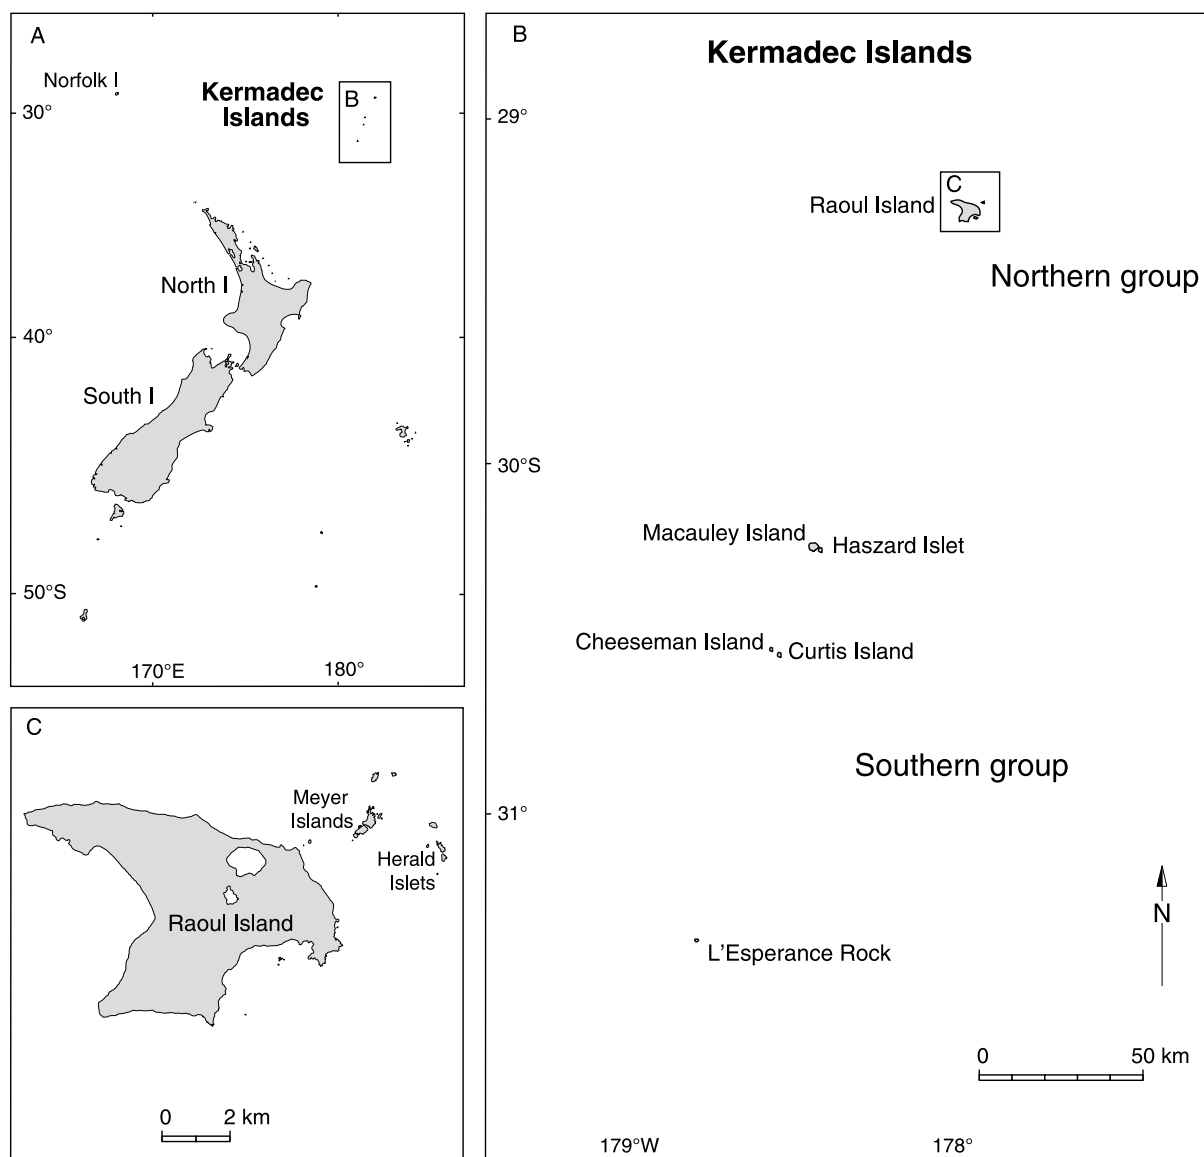 A
Norfolk I
Kermadec
Islands
B
30°
North I
40°
South I
50°S
170°E
180°
B
Kermadec Islands
29°
C
Raoul Island
Northern group
30°S
Macauley Island
Haszard Islet
Cheeseman Island
Curtis Island
Southern group
31°
N
L'Esperance Rock
0
50 km
179°W
178°
C
Meyer
Islands
Herald
Islets
Raoul Island
0
2 km